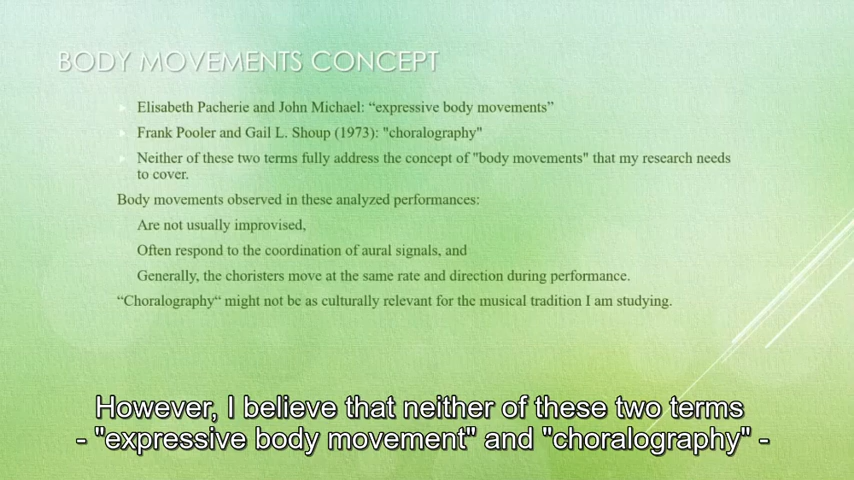 BODY MOVEMENTS CONCEPT
Elisabeth Pacherie and John Michael: “expressive body movements”
Frank Pooler and Gail L. Shoup (1973): "choralography"
Neither of these two terms fully address the concept of "body movements" that my research needs
to cover.
Body movements observed in these analyzed performances:
Are not usually improvised,
Often respond to the coordination of aural signals, and
Generally, the choristers move at the same rate and direction during performance.
“Choralography“ might not be as culturally relevant for the musical tradition I am studying.
However, I believe that neither of these two terms
- "expressive body movement" and "choralography" -